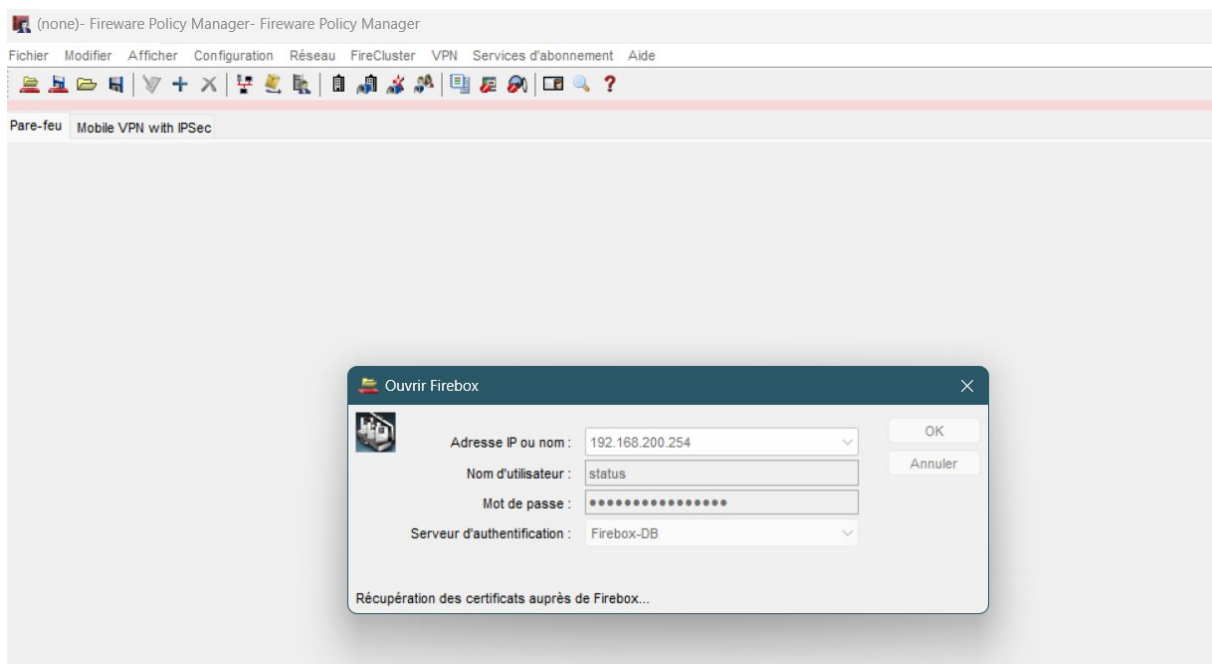 (none)- Fireware Policy Manager- Fireware Policy Manager
Fichier Modifier Afficher Configuration Réseau FireCluster VPN Services d'abonnement Aide
Pare-feu Mobile VPN with IPSec
Ouvrir Firebox
Adresse IP ou nom : 192.168.200.254 OK
Nom d'utilisateur : status Annuler
Mot de passe : ••••••••••••••••
Serveur d'authentification : Firebox-DB
Récupération des certificats auprès de Firebox...